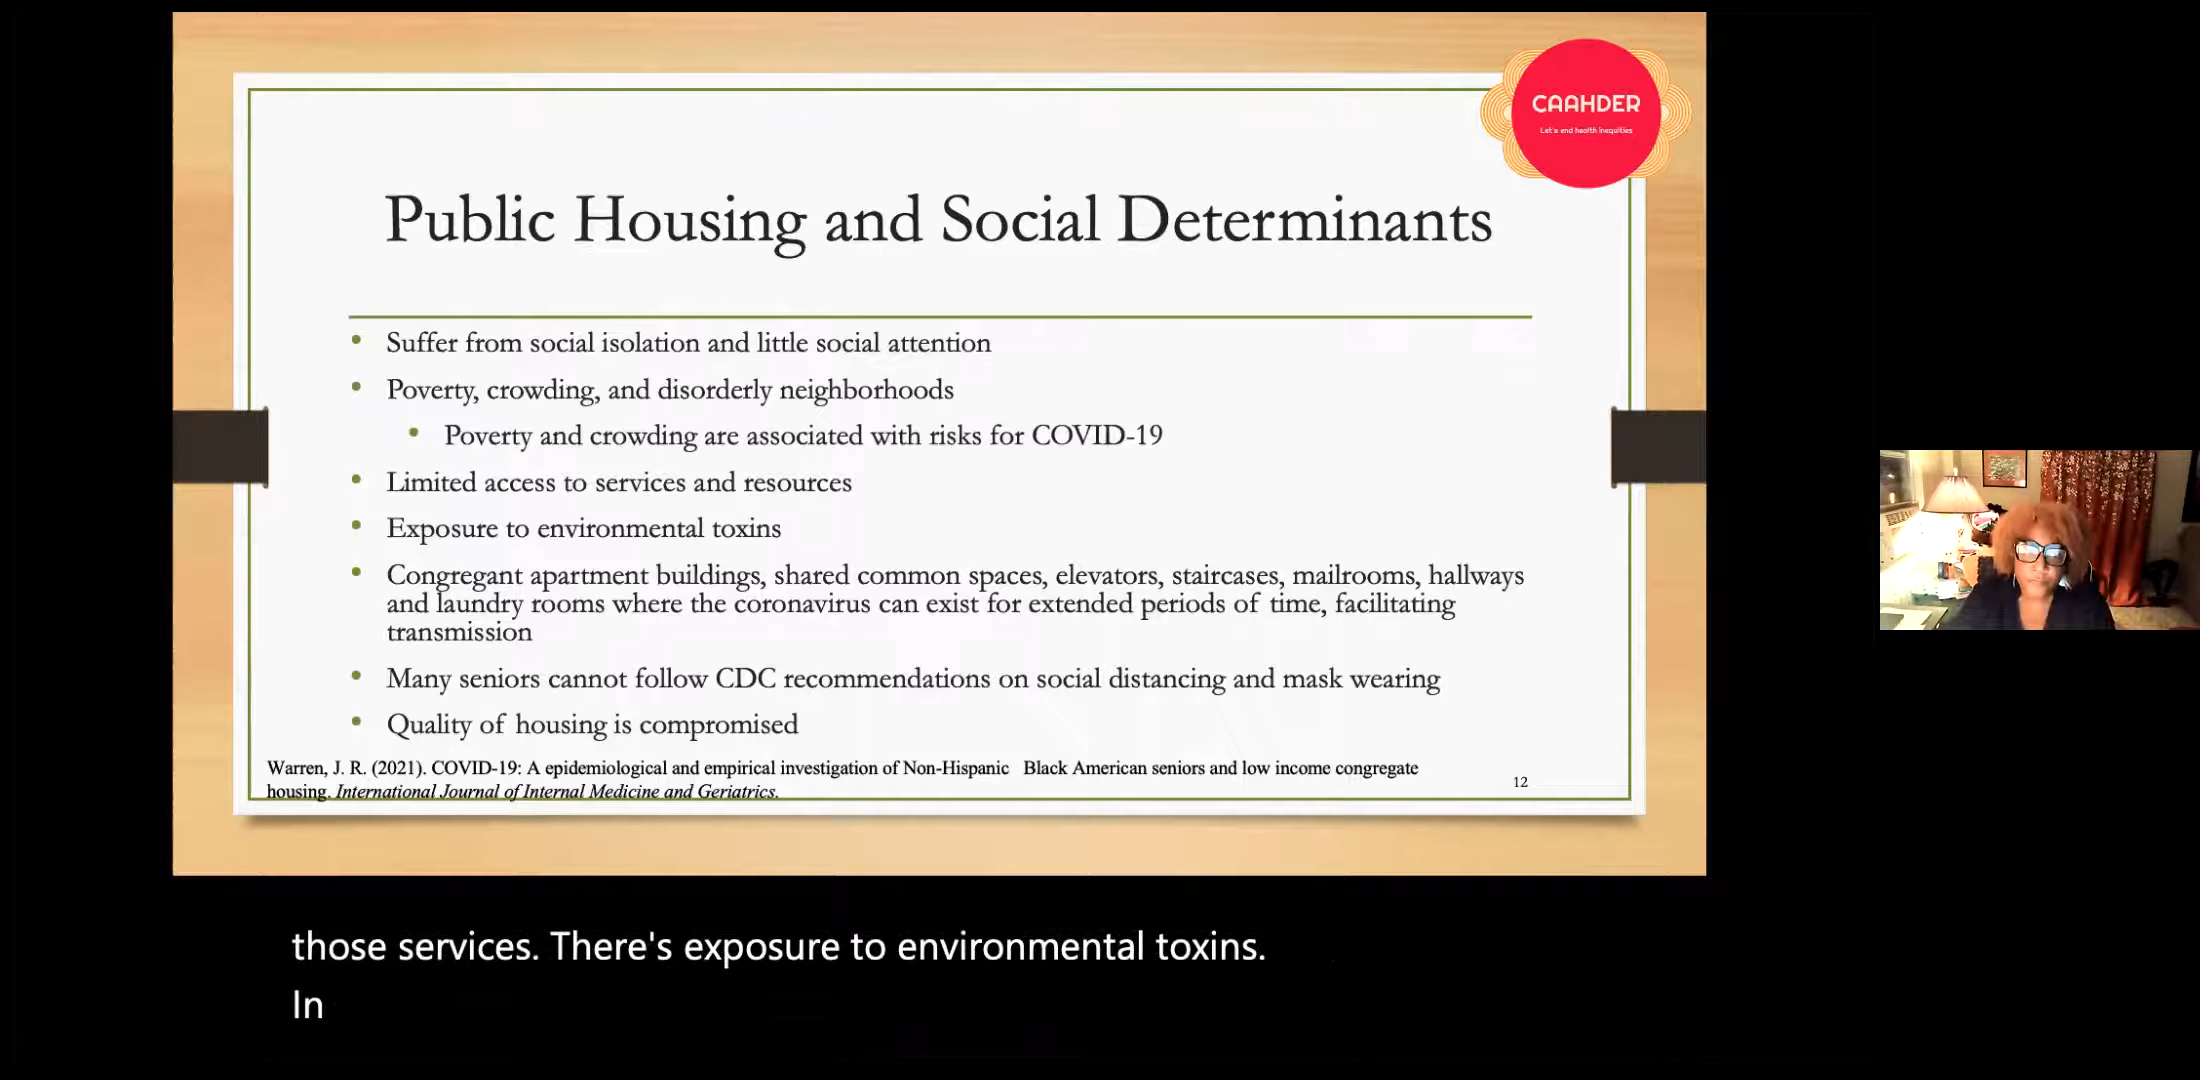 CAAHDER
Let's end health inequities
Public Housing and Social Determinants
• Suffer from social isolation and little social attention
• Poverty, crowding, and disorderly neighborhoods
• Poverty and crowding are associated with risks for COVID-19
• Limited access to services and resources
• Exposure to environmental toxins
• Congregant apartment buildings, shared common spaces, elevators, staircases, mailrooms, hallways
and laundry rooms where the coronavirus can exist for extended periods of time, facilitating
transmission
• Many seniors cannot follow CDC recommendations on social distancing and mask wearing
• Quality of housing is compromised
Warren, J. R. (2021). COVID-19: A epidemiological and empirical investigation of Non-Hispanic Black American seniors and low income congregate
housing. International Journal of Internal Medicine and Geriatrics.
12
those services. There's exposure to environmental toxins.
In